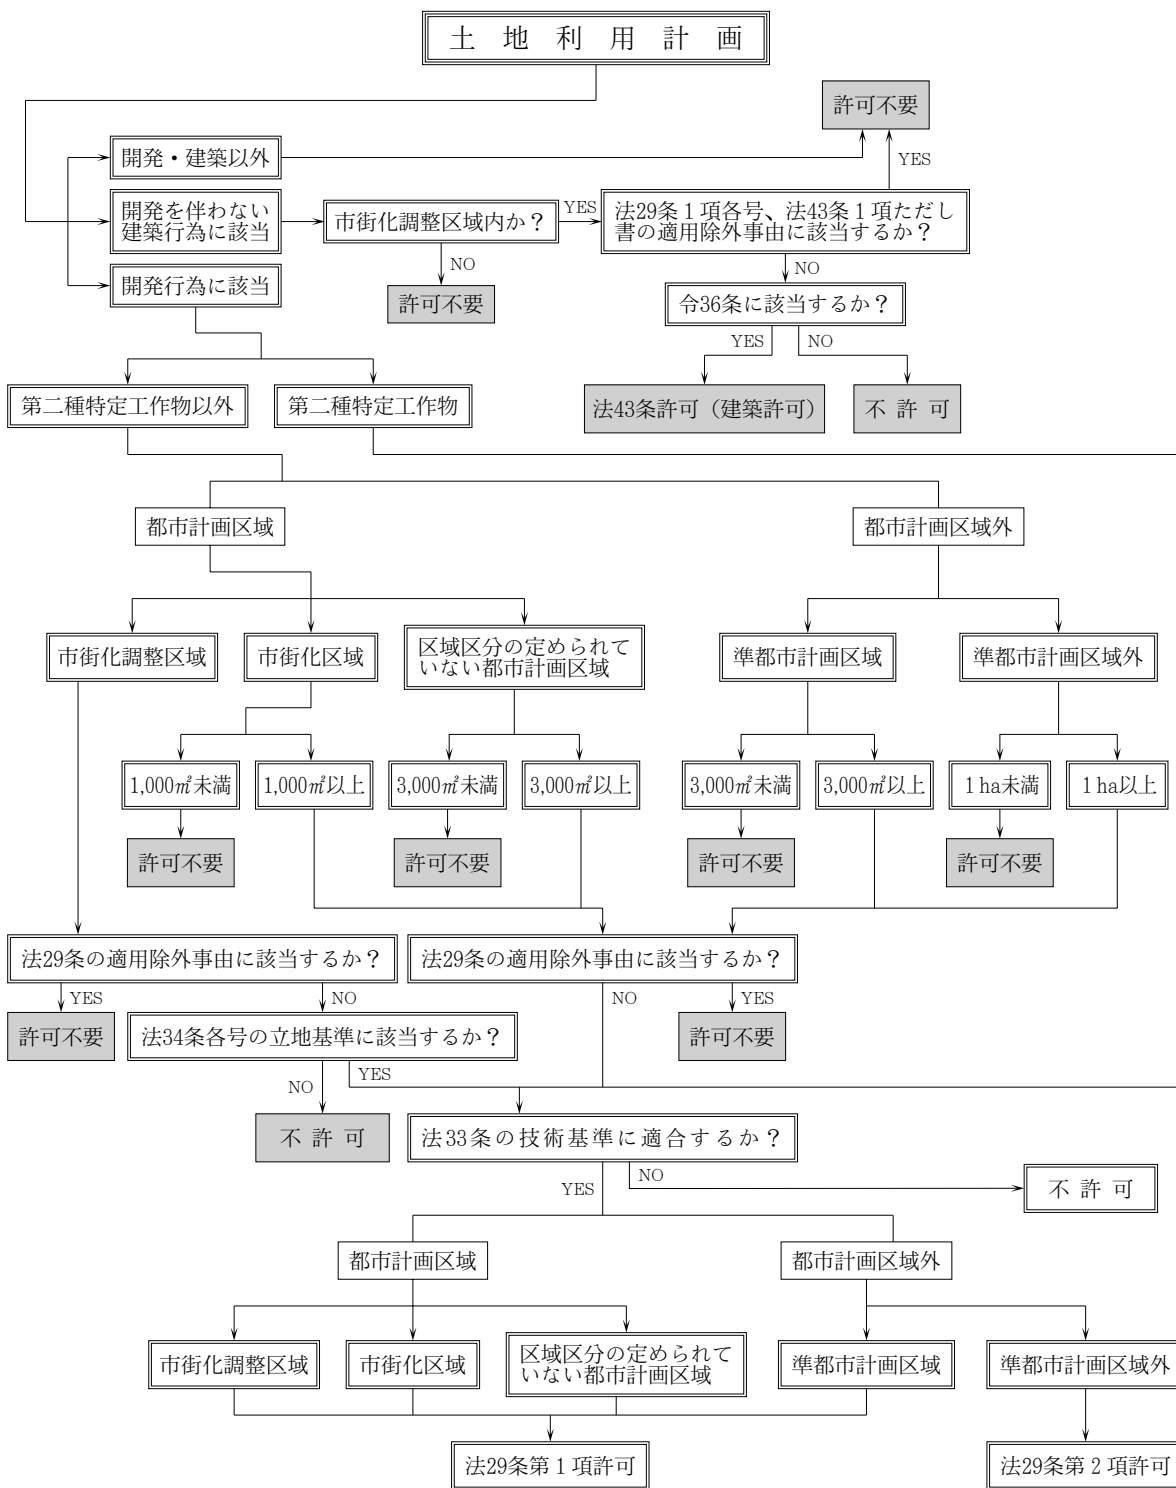 土地利用計画
許可不要
開発・建築以外
YES
開発を伴わない
建築行為に該当
市街化調整区域内か？
YES
法29条１項各号、法43条１項ただし
書の適用除外事由に該当するか？
開発行為に該当
NO
許可不要
NO
令36条に該当するか？
YES
NO
法43条許可（建築許可）
不許可
第二種特定工作物以外
第二種特定工作物
都市計画区域
都市計画区域外
市街化調整区域
市街化区域
区域区分の定められて
いない都市計画区域
準都市計画区域
準都市計画区域外
1,000㎡未満
1,000㎡以上
3,000㎡未満
3,000㎡以上
3,000㎡未満
3,000㎡以上
１ha未満
１ha以上
許可不要
許可不要
許可不要
許可不要
法29条の適用除外事由に該当するか？
法29条の適用除外事由に該当するか？
YES
NO
NO
YES
許可不要
法34条各号の立地基準に該当するか？
許可不要
NO
YES
不許可
法33条の技術基準に適合するか？
YES
NO
不許可
都市計画区域
都市計画区域外
市街化調整区域
市街化区域
区域区分の定められて
いない都市計画区域
準都市計画区域
準都市計画区域外
法29条第１項許可
法29条第２項許可